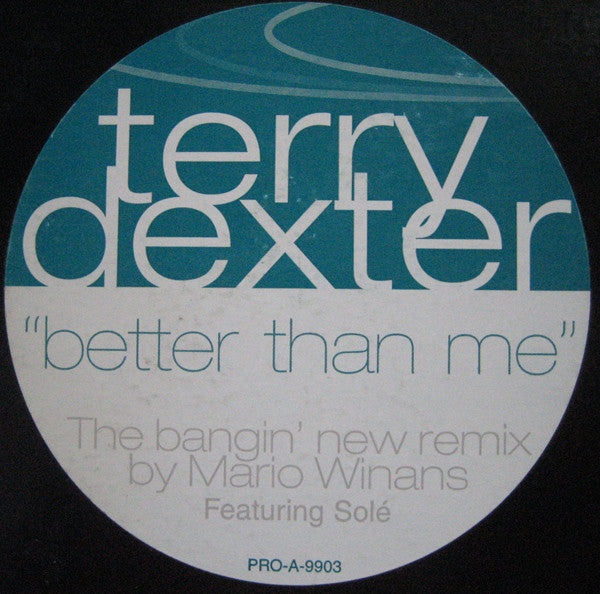 terry
dexter
“better than me”
The bangin’ new remix
by Mario Winans
Featuring Solé
PRO-A-9903